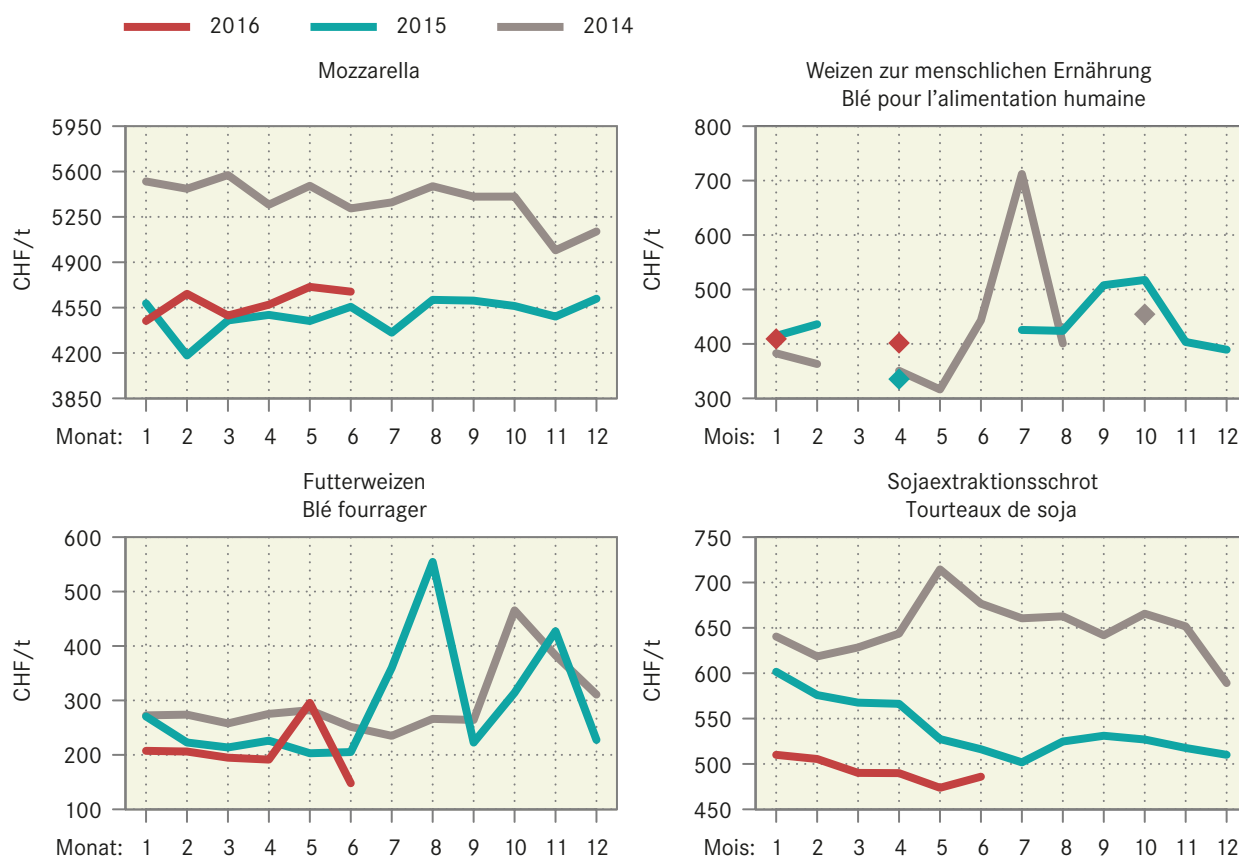 2016 2015 2014
Mozzarella
CHF/t
5950
5600
5250
4900
4550
4200
3850
Monat: 1 2 3 4 5 6 7 8 9 10 11 12
Weizen zur menschlichen Ernährung
Blé pour l'alimentation humaine
CHF/t
800
700
600
500
400
300
Mois: 1 2 3 4 5 6 7 8 9 10 11 12
Futterweizen
Blé fourrager
CHF/t
600
500
400
300
200
100
Monat: 1 2 3 4 5 6 7 8 9 10 11 12
Sojaextraktionsschrot
Tourteaux de soja
CHF/t
750
700
650
600
550
500
450
Mois: 1 2 3 4 5 6 7 8 9 10 11 12